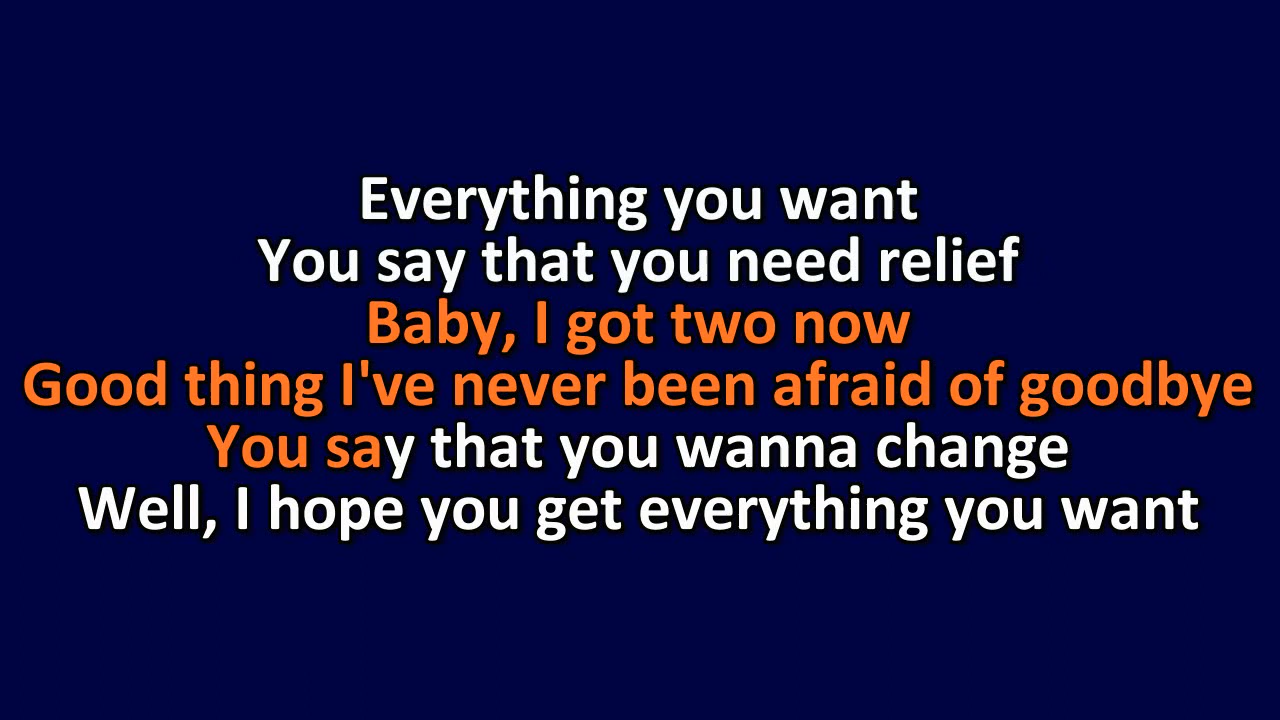 Everything you want
You say that you need relief
Baby, I got two now
Good thing I've never been afraid of goodbye
You say that you wanna change
Well, I hope you get everything you want